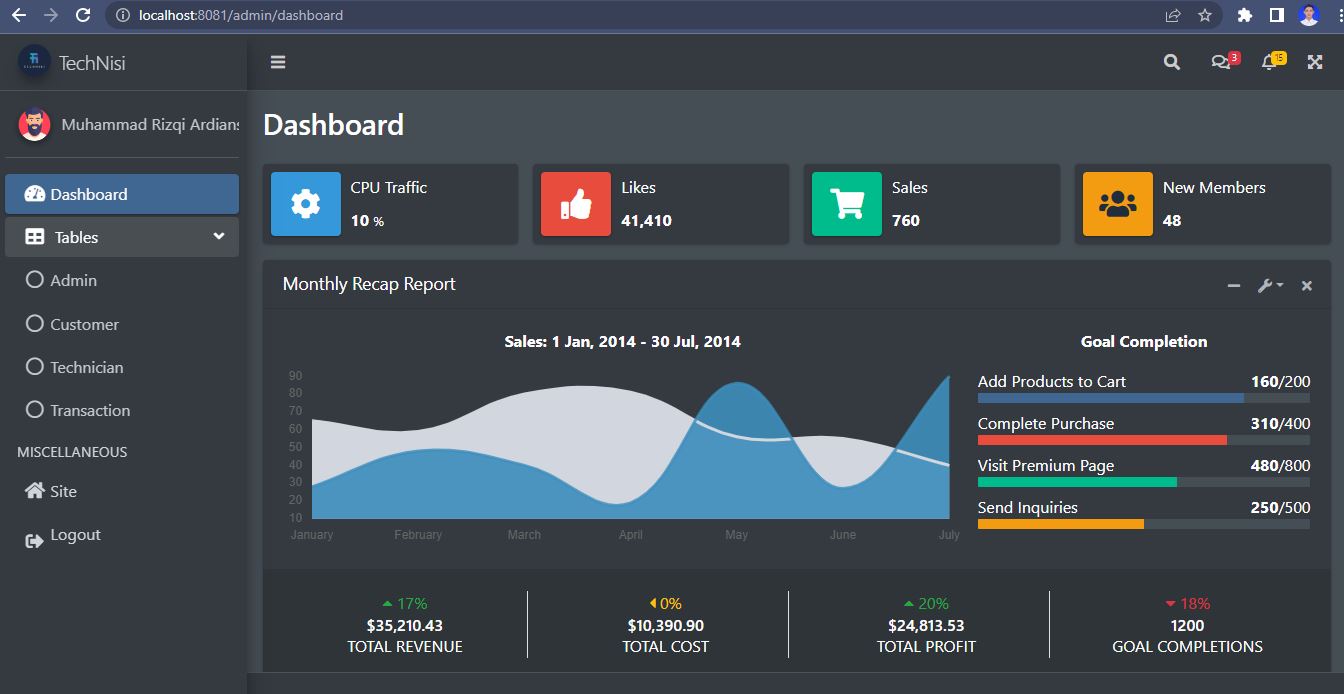 localhost:8081/admin/dashboard
TechNisi
3
15
Muhammad Rizqi Ardians
Dashboard
Tables
Admin
Customer
Technician
Transaction
MISCELLANEOUS
Site
Logout
Dashboard
CPU Traffic
10 %
Likes
41,410
Sales
760
New Members
48
Monthly Recap Report
Sales: 1 Jan, 2014 - 30 Jul, 2014
90
80
70
60
50
40
30
20
10
January February March April May June July
Goal Completion
Add Products to Cart 160/200
Complete Purchase 310/400
Visit Premium Page 480/800
Send Inquiries 250/500
17%
$35,210.43
TOTAL REVENUE
0%
$10,390.90
TOTAL COST
20%
$24,813.53
TOTAL PROFIT
18%
1200
GOAL COMPLETIONS